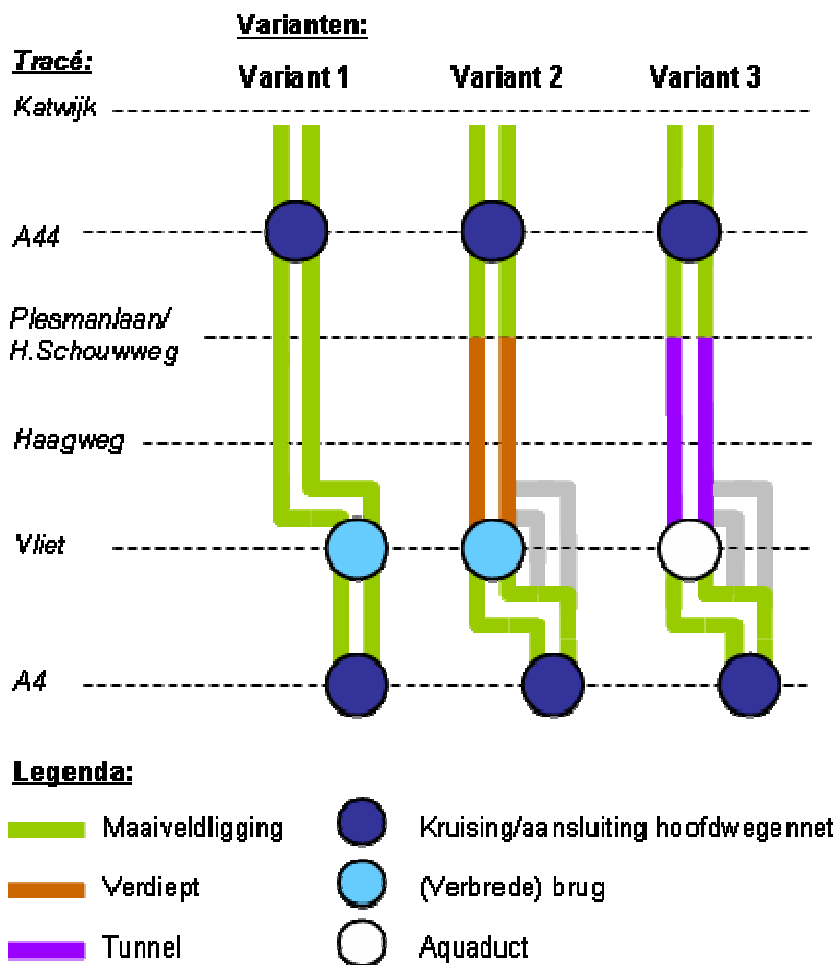 Varianten:
Tracé:
Variant 1 Variant 2 Variant 3
Katwijk
A44
Plesmanlaan/
H.Schouwweg
Haagweg
Vliet
A4
Legenda:
Maaiveldligging
Kruising/aansluiting hoofdwegennet
Verdiept
(Verbrede) brug
Tunnel
Aquaduct